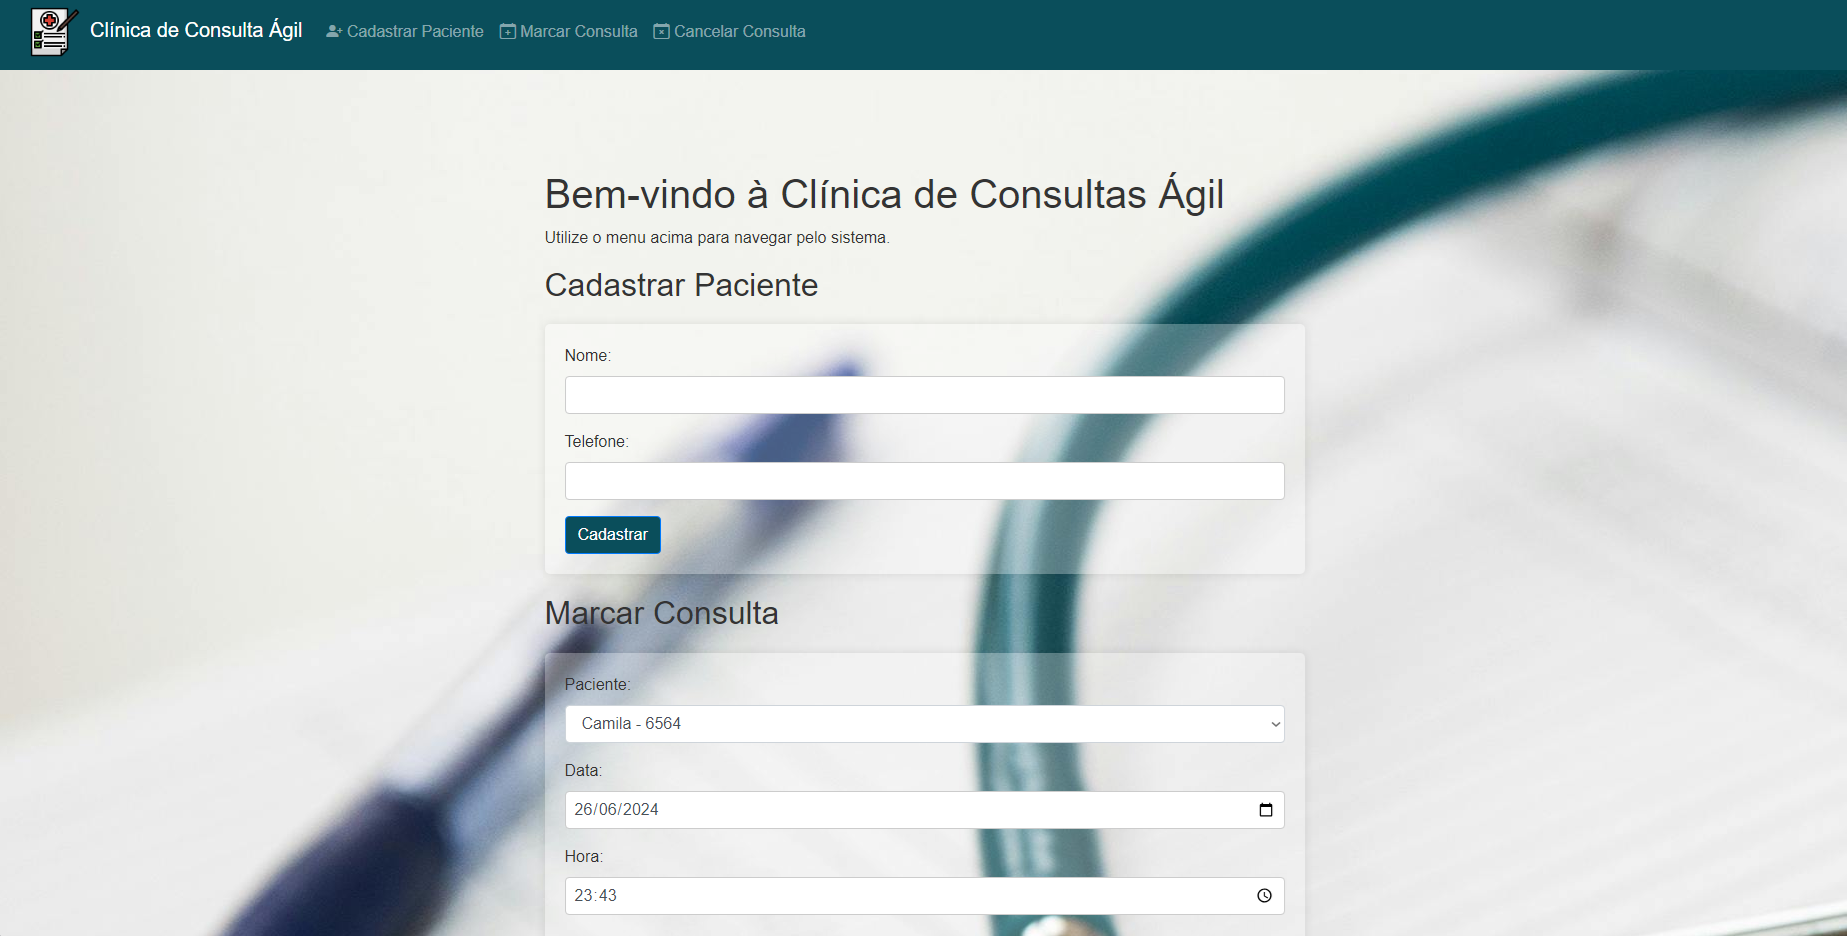 Clínica de Consulta Ágil
Cadastrar Paciente
Marcar Consulta
Cancelar Consulta
Bem-vindo à Clínica de Consultas Ágil
Utilize o menu acima para navegar pelo sistema.
Cadastrar Paciente
Nome:
Telefone:
Cadastrar
Marcar Consulta
Paciente:
Camila - 6564
Data:
26/06/2024
Hora:
23:43